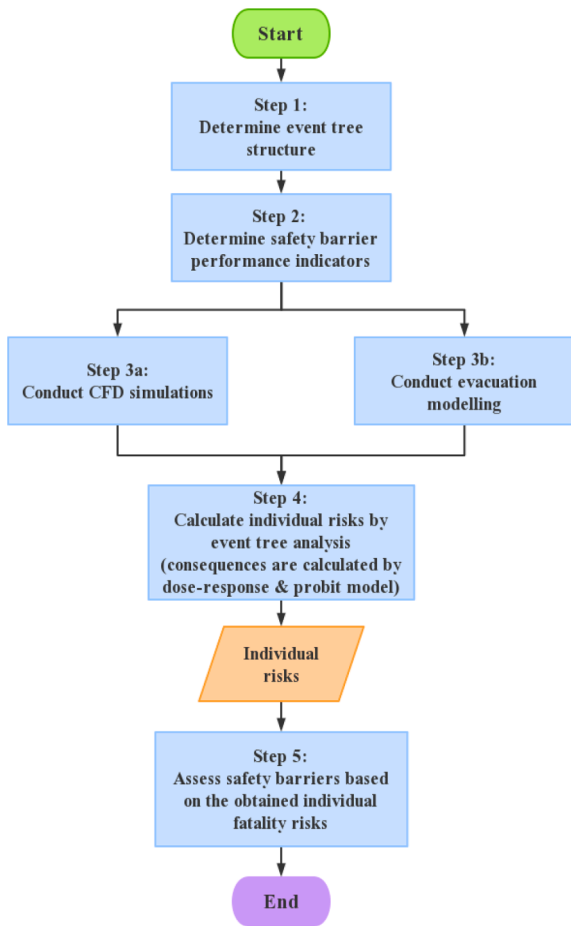 Start
Step 1:
Determine event tree
structure
Step 2:
Determine safety barrier
performance indicators
Step 3a:
Conduct CFD simulations
Step 3b:
Conduct evacuation
modelling
Step 4:
Calculate individual risks by
event tree analysis
(consequences are calculated by
dose-response & probit model)
Individual
risks
Step 5:
Assess safety barriers based
on the obtained individual
fatality risks
End